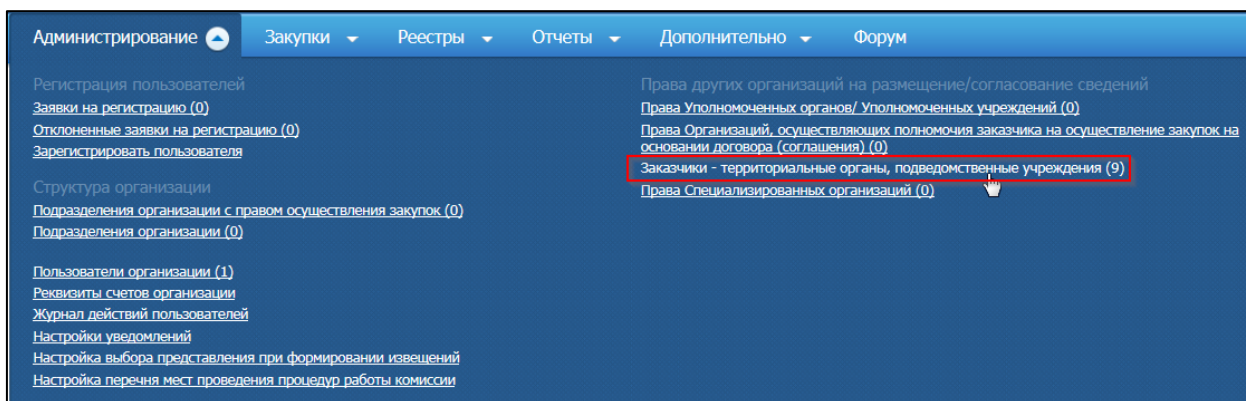 Администрирование Закупки Реестры Отчеты Дополнительно Форум
Регистрация пользователей
Заявки на регистрацию (0)
Отклоненные заявки на регистрацию (0)
Зарегистрировать пользователя
Структура организации
Подразделения организации с правом осуществления закупок (0)
Подразделения организации (0)
Пользователи организации (1)
Реквизиты счетов организации
Журнал действий пользователей
Настройки уведомлений
Настройка выбора представления при формировании извещений
Настройка перечня мест проведения процедур работы комиссии
Права других организаций на размещение/согласование сведений
Права Уполномоченных органов/ Уполномоченных учреждений (0)
Права Организаций, осуществляющих полномочия заказчика на осуществление закупок на
основании договора (соглашения) (0)
Заказчики - территориальные органы, подведомственные учреждения (9)
Права Специализированных организаций (0)